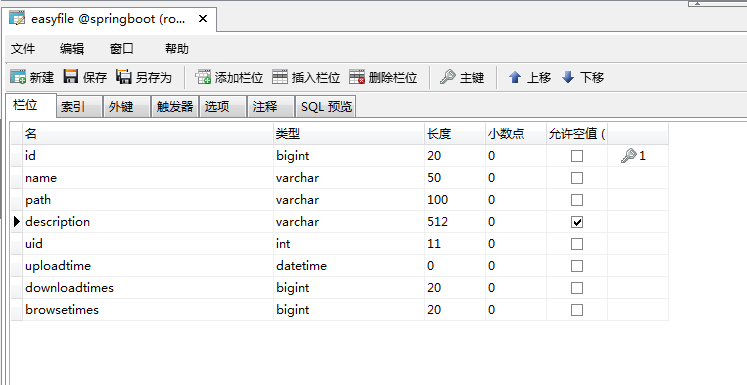 easyfile @springboot (ro...
文件 编辑 窗口 帮助
新建 保存 另存为 添加栏位 插入栏位 删除栏位 主键 上移 下移
栏位 索引 外键 触发器 选项 注释 SQL 预览
名 类型 长度 小数点 允许空值 (
id bigint 20 0 1
name varchar 50 0
path varchar 100 0
description varchar 512 0
uid int 11 0
uploadtime datetime 0 0
downloadtimes bigint 20 0
browsetimes bigint 20 0